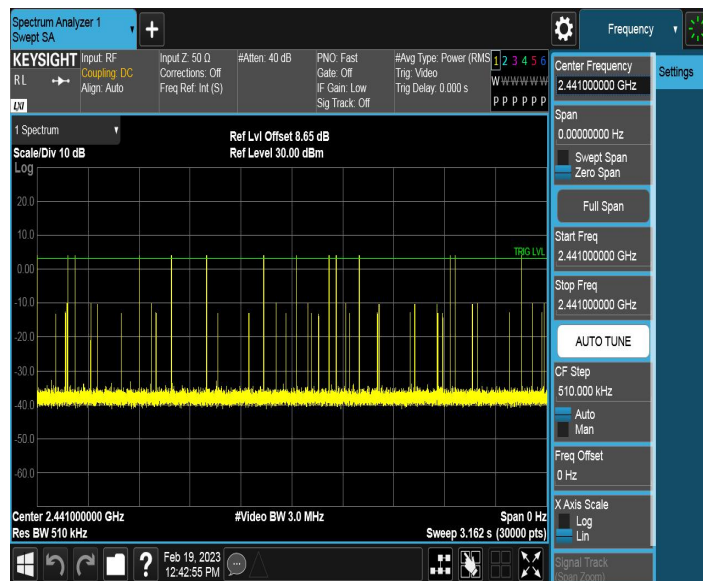 Spectrum Analyzer 1
Swept SA
Frequency
KEYSIGHT
RL
LXI
Input: RF
Coupling: DC
Align: Auto
Input Z: 50 Ω
Corrections: Off
Freq Ref: Int (S)
#Atten: 40 dB
PNO: Fast
Gate: Off
IF Gain: Low
Sig Track: Off
#Avg Type: Power (RMS
Trig: Video
Trig Delay: 0.000 s
1 2 3 4 5 6
W W W W W W
P P P P P P
Center Frequency
2.441000000 GHz
Settings
Span
0.00000000 Hz
Swept Span
Zero Span
Full Span
Start Freq
2.441000000 GHz
Stop Freq
2.441000000 GHz
AUTO TUNE
CF Step
510.000 kHz
Auto
Man
Freq Offset
0 Hz
X Axis Scale
Log
Lin
Signal Track
(Span Zoom)
1 Spectrum
Scale/Div 10 dB
Ref Lvl Offset 8.65 dB
Ref Level 30.00 dBm
Log
20.0
10.0
TRIG LVL
0.00
-10.0
-20.0
-30.0
-40.0
-50.0
-60.0
Center 2.441000000 GHz
#Video BW 3.0 MHz
Span 0 Hz
Res BW 510 kHz
Sweep 3.162 s (30000 pts)
?
Feb 19, 2023
12:42:55 PM